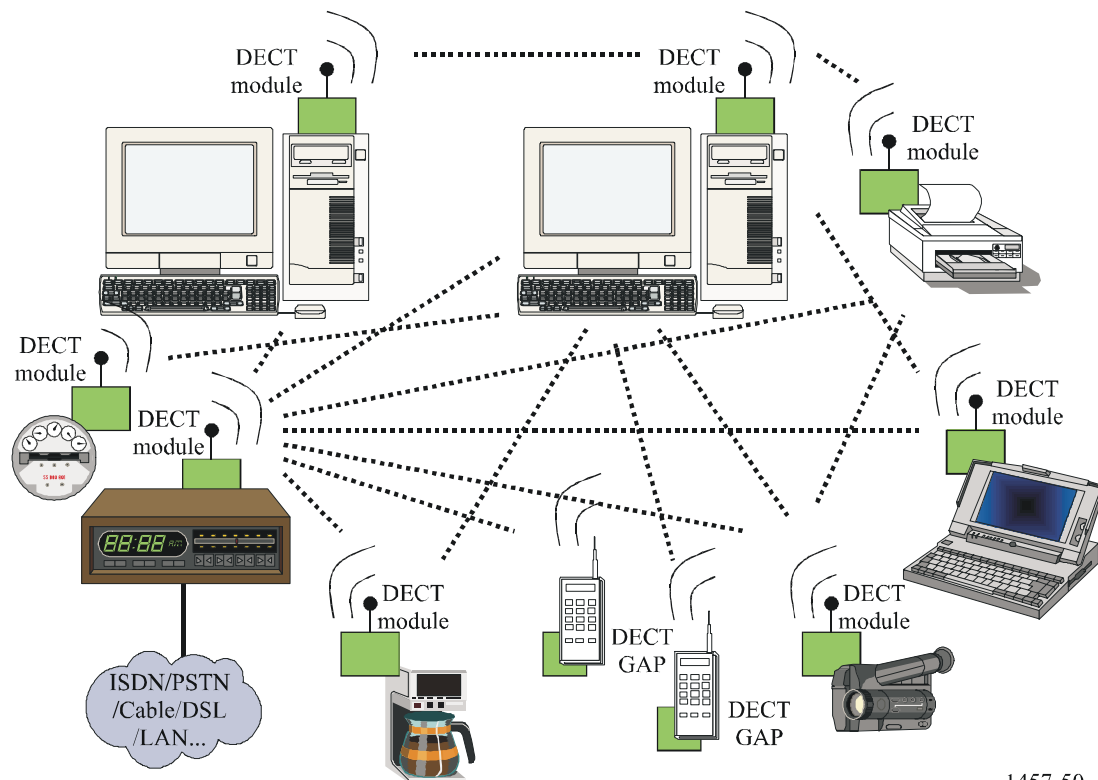 DECT
module
DECT
module
DECT
module
DECT
module
DECT
module
DECT
module
88:88
DECT
module
DECT
GAP
DECT
GAP
DECT
module
ISDN/PSTN
/Cable/DSL
/LAN...